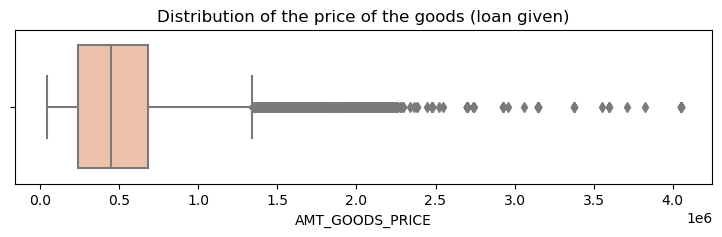 Distribution of the price of the goods (loan given)
0.0 0.5 1.0 1.5 2.0 2.5 3.0 3.5 4.0
AMT_GOODS_PRICE
1e6